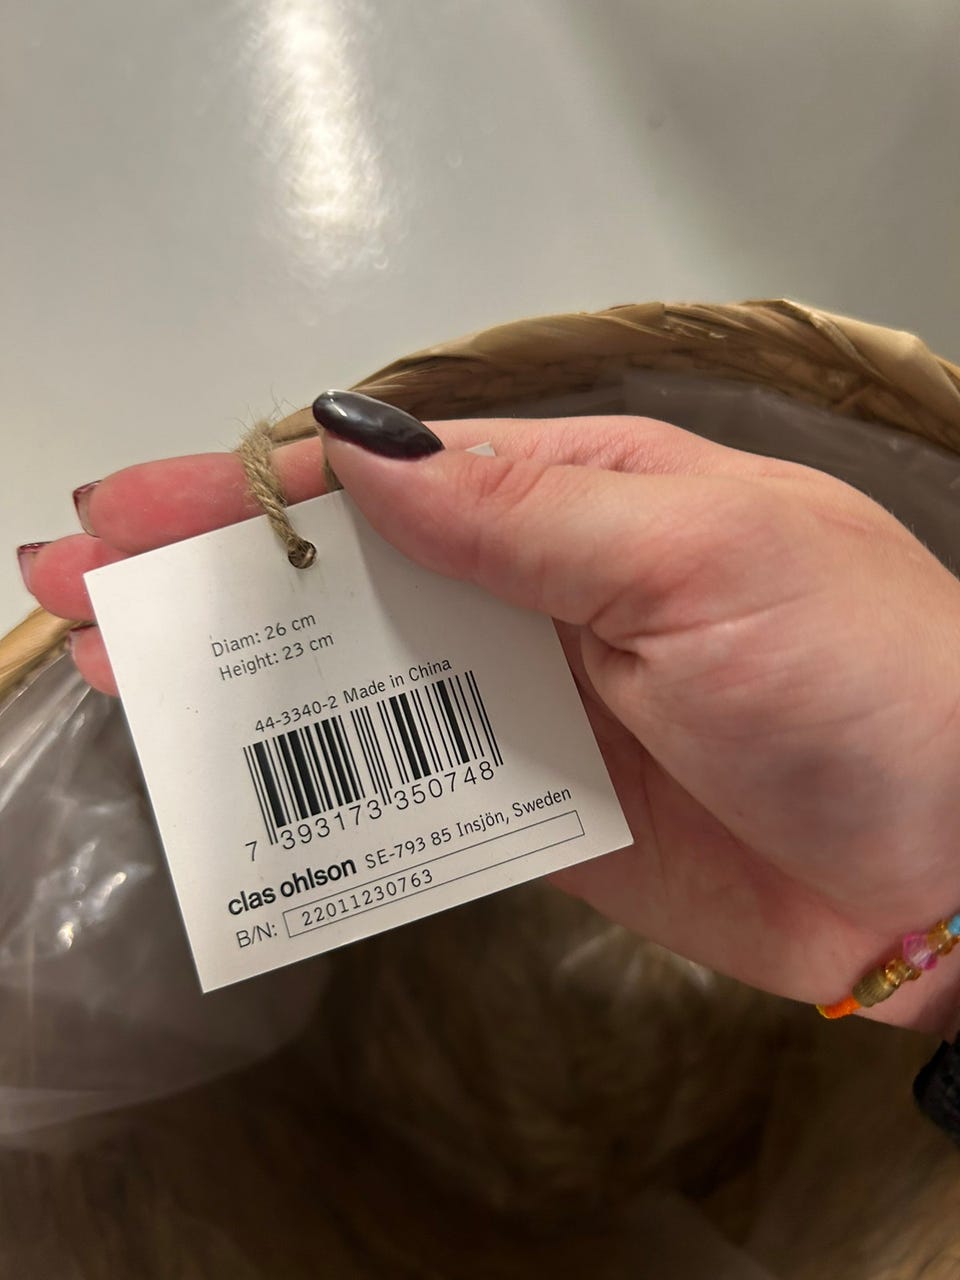 Diam: 26 cm
Height: 23 cm
44-3340-2 Made in China
7 393173 350748
clas ohlson SE-793 85 Insjön, Sweden
B/N: 22011230763